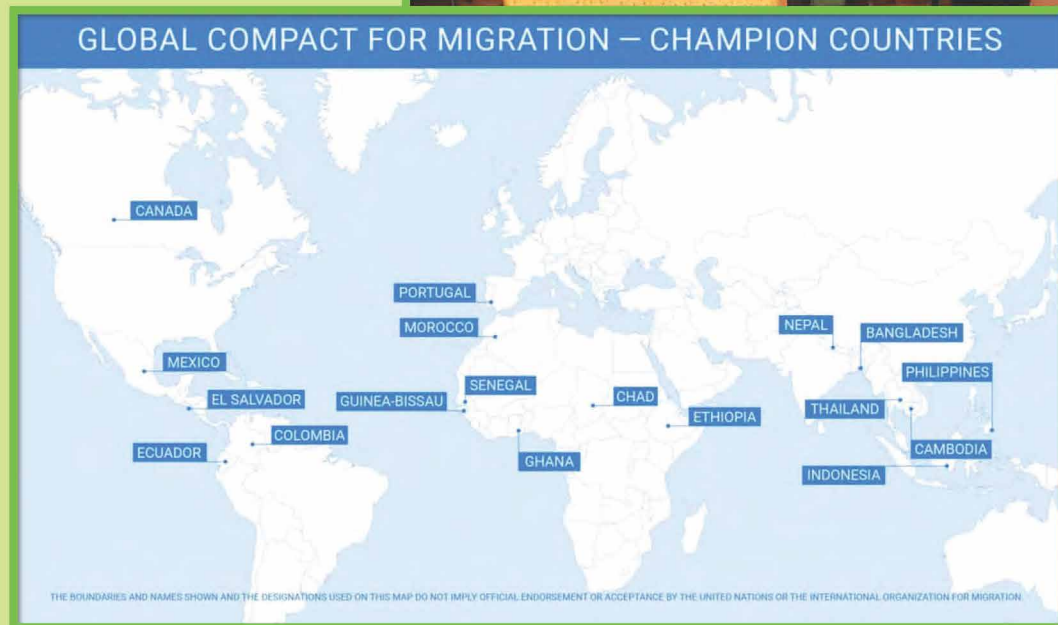 GLOBAL COMPACT FOR MIGRATION – CHAMPION COUNTRIES
CANADA
PORTUGAL
MOROCCO
NEPAL
BANGLADESH
MEXICO
PHILIPPINES
SENEGAL
EL SALVADOR
GUINEA-BISSAU
CHAD
THAILAND
ETHIOPIA
COLOMBIA
ECUADOR
GHANA
CAMBODIA
INDONESIA
THE BOUNDARIES AND NAMES SHOWN AND THE DESIGNATIONS USED ON THIS MAP DO NOT IMPLY OFFICIAL ENDORSEMENT OR ACCEPTANCE BY THE UNITED NATIONS OR THE INTERNATIONAL ORGANIZATION FOR MIGRATION.